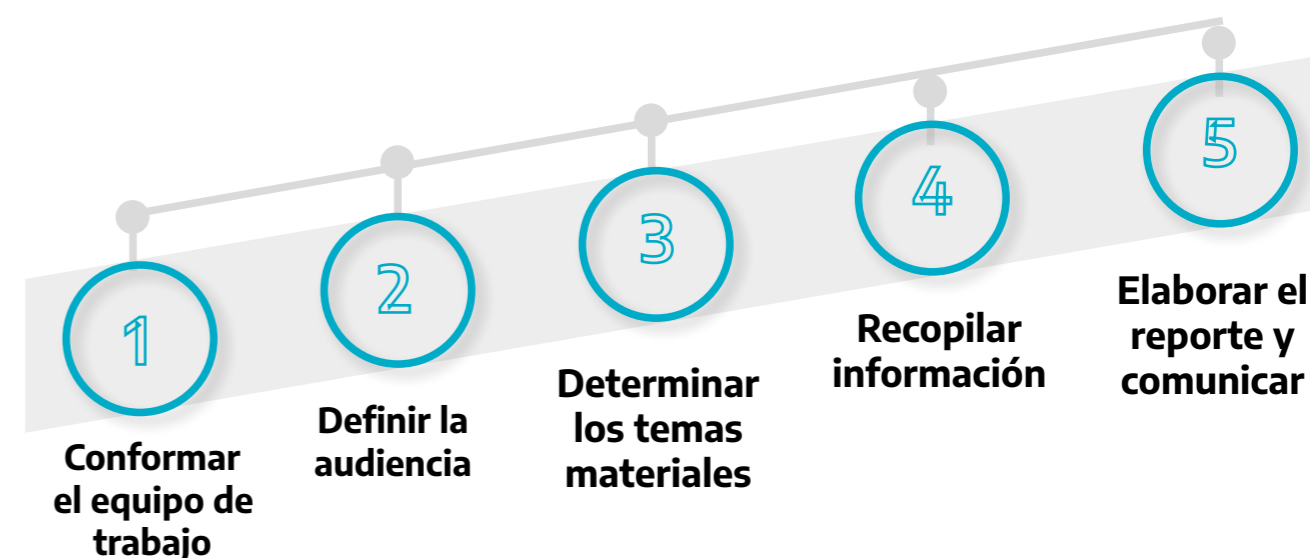 1
Conformar
el equipo de
trabajo
2
Definir la
audiencia
3
Determinar
los temas
materiales
4
Recopilar
información
5
Elaborar el
reporte y
comunicar